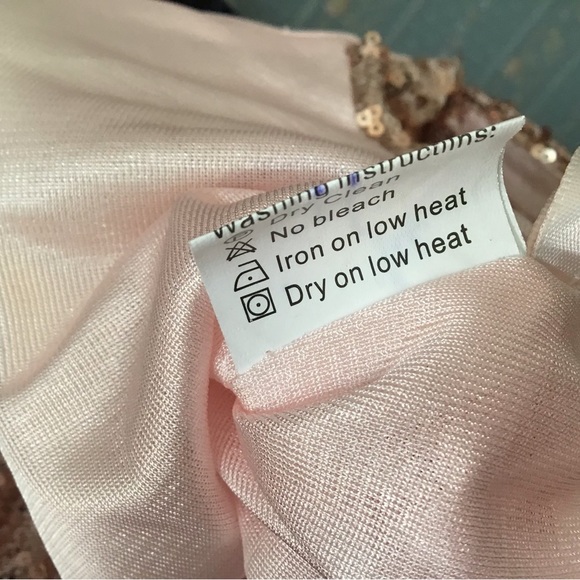 Washing Instructions:
Dry Clean
No bleach
Iron on low heat
Dry on low heat